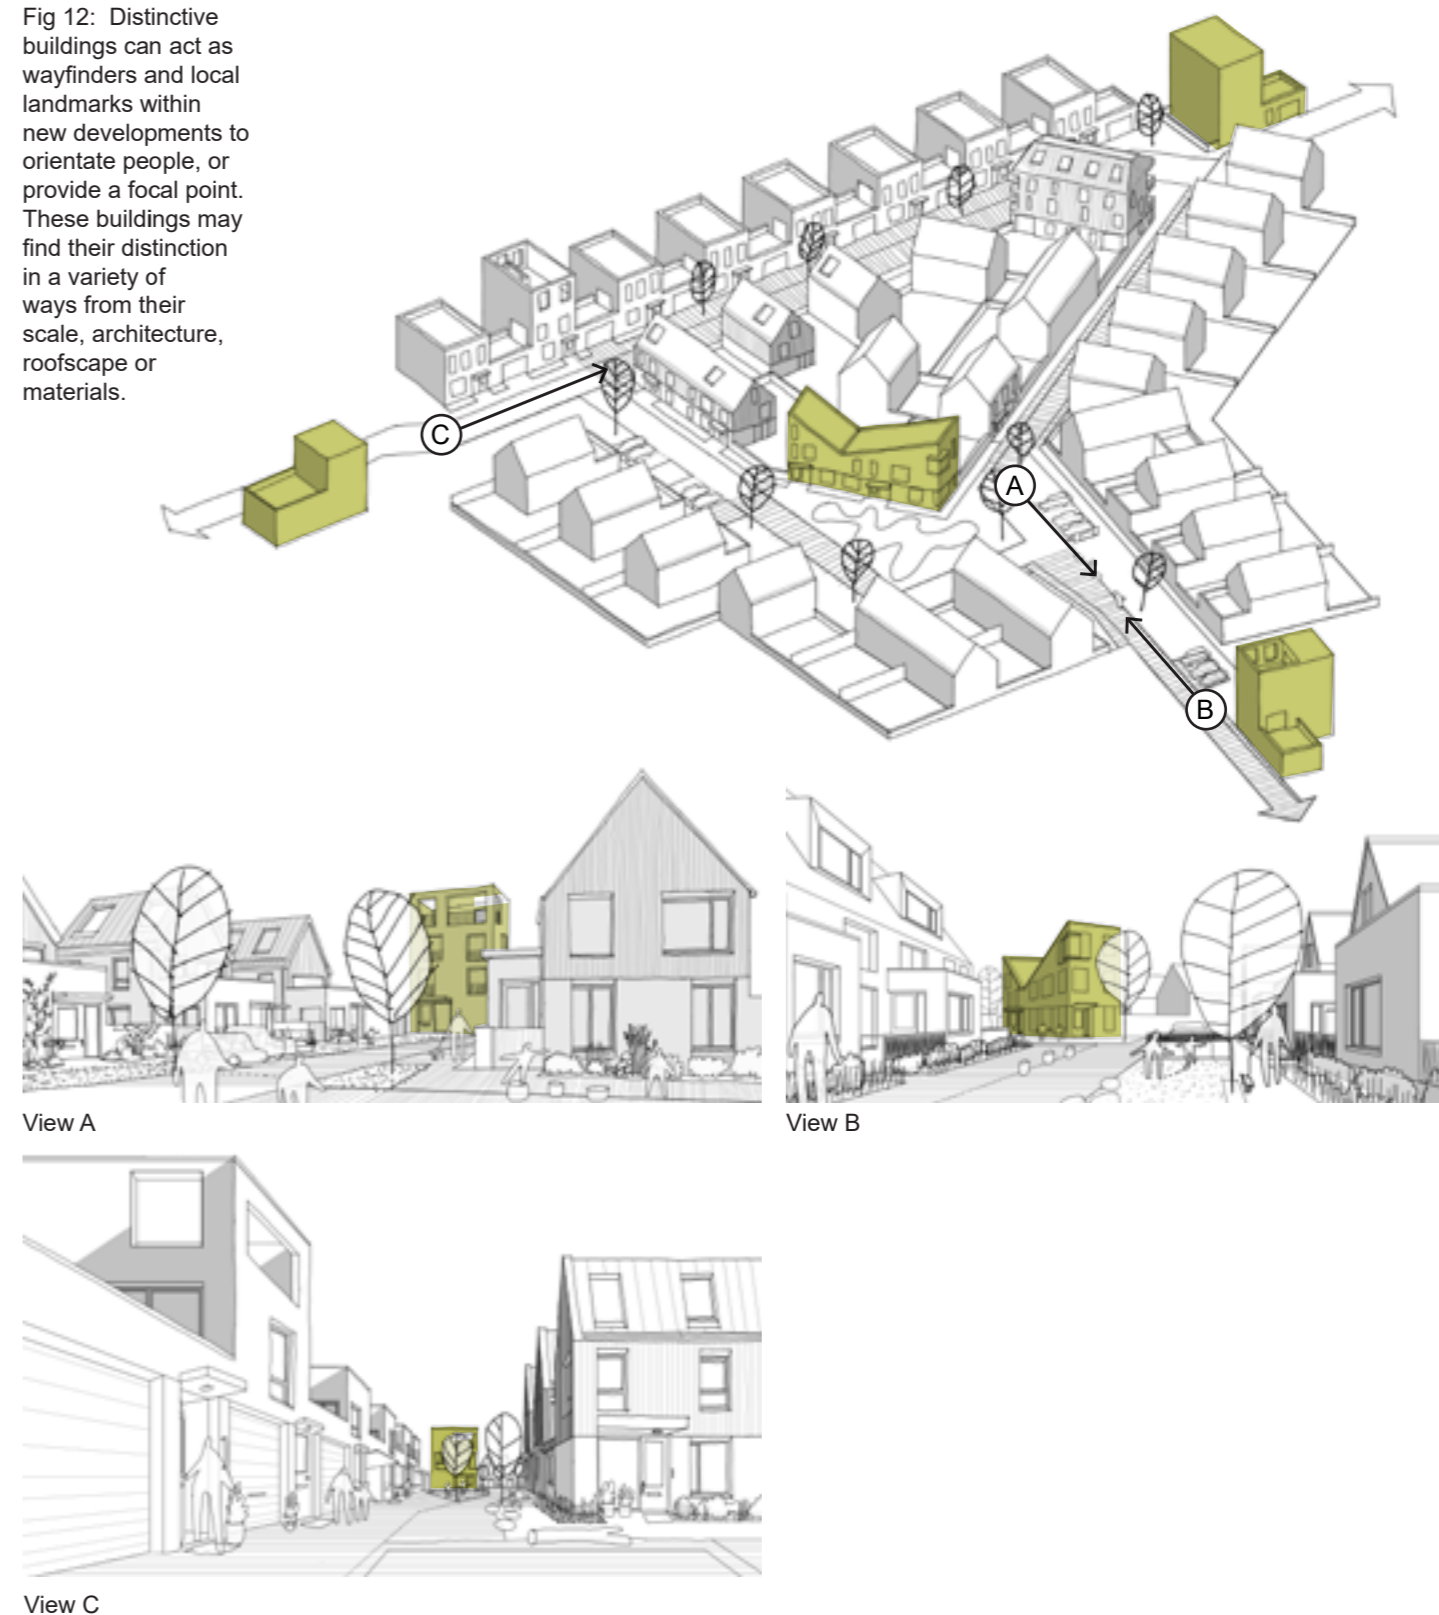 Fig 12:  Distinctive
buildings can act as
wayfinders and local
landmarks within
new developments to
orientate people, or
provide a focal point.
These buildings may
find their distinction
in a variety of
ways from their
scale, architecture,
roofscape or
materials.
C
A
B
View A
View B
View C